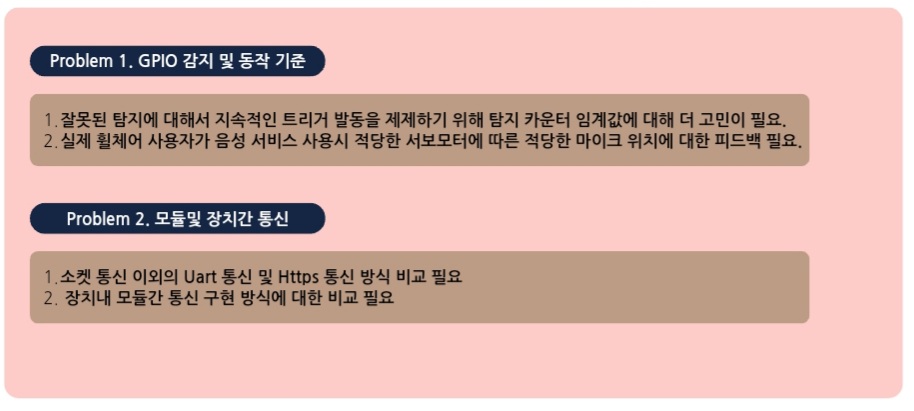 Problem 1. GPIO 감지 및 동작 기준
1. 잘못된 탐지에 대해서 지속적인 트리거 발동을 제제하기 위해 탐지 카운터 임계값에 대해 더 고민이 필요.
2. 실제 휠체어 사용자가 음성 서비스 사용시 적당한 서보모터에 따른 적당한 마이크 위치에 대한 피드백 필요.
Problem 2. 모듈및 장치간 통신
1. 소켓 통신 이외의 Uart 통신 및 Https 통신 방식 비교 필요
2. 장치내 모듈간 통신 구현 방식에 대한 비교 필요